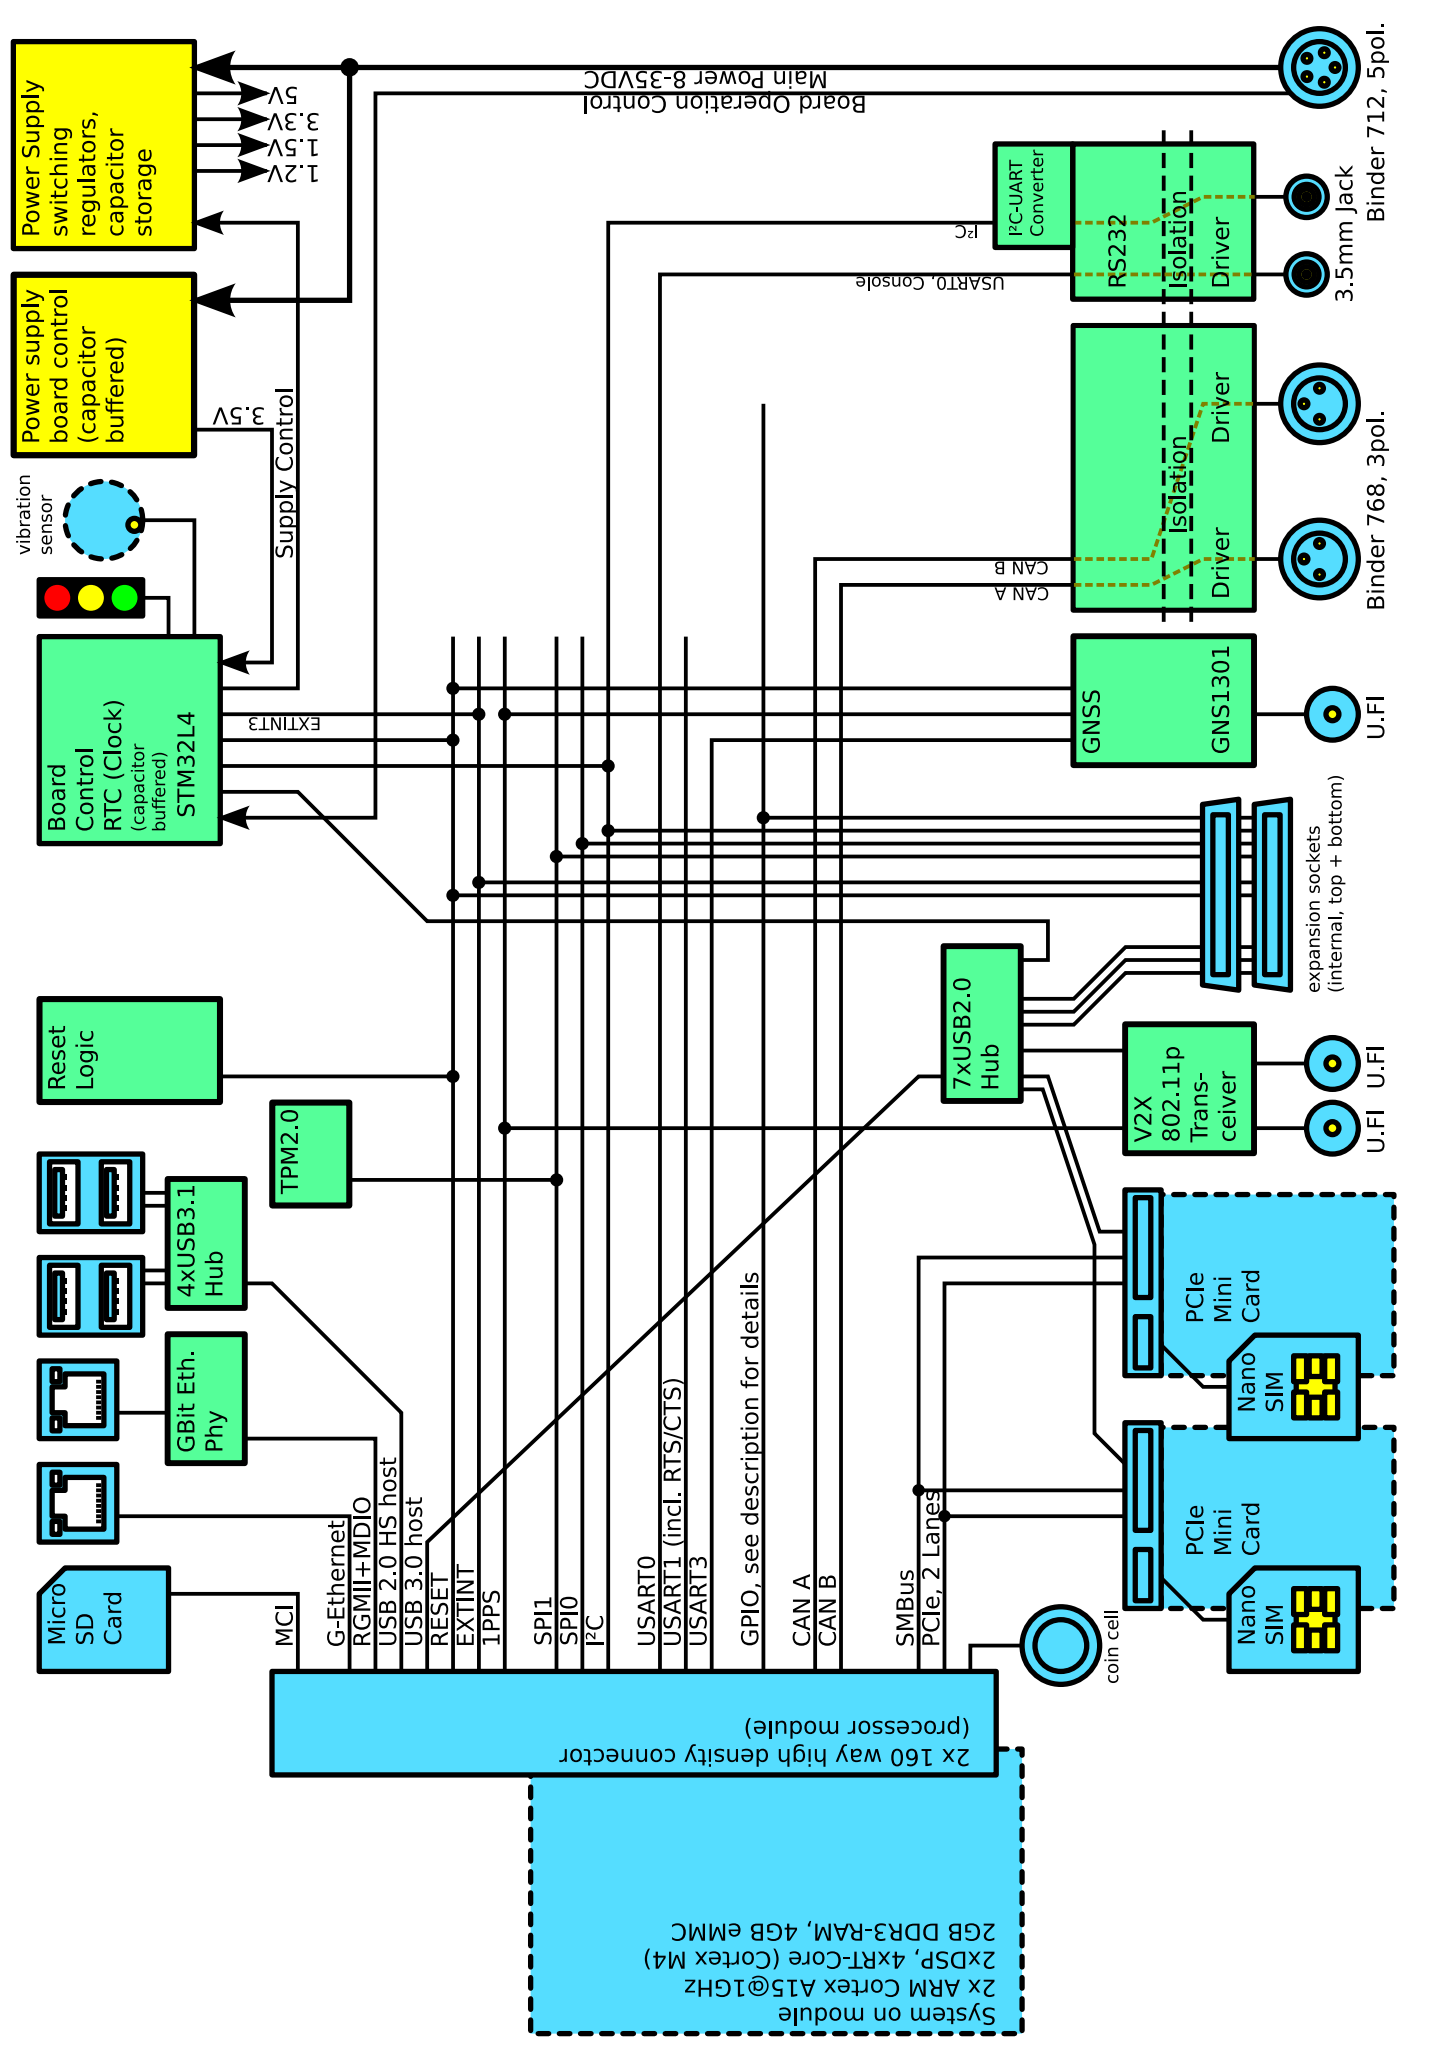 Power Supply
switching
regulators,
capacitor
storage
5V
3.3V
1.5V
1.2V
Main Power 8-35VDC
Board Operation Control
Binder 712, 5pol.
Power supply
board control
(capacitor
buffered)
3.5V
Supply Control
I²C-UART
Converter
I²C
RS232
Isolation
Driver
USART0, Console
3.5mm Jack
vibration
sensor
Isolation
Driver
Driver
CAN B
CAN A
Binder 768, 3pol.
Board
Control
RTC (Clock)
(capacitor
buffered)
STM32L4
EXTINT3
GNSS
GNS1301
U.Fl
expansion sockets
(internal, top + bottom)
Reset
Logic
7xUSB2.0
Hub
TPM2.0
V2X
802.11p
Trans-
ceiver
U.Fl
U.Fl
4xUSB3.1
Hub
GBit Eth.
Phy
PCIe
Mini
Card
Nano
SIM
PCIe
Mini
Card
Nano
SIM
Micro
SD
Card
MCI
G-Ethernet
RGMII+MDIO
USB 2.0 HS host
USB 3.0 host
RESET
EXTINT
1PPS
SPI1
SPI0
I²C
USART0
USART1 (incl. RTS/CTS)
USART3
GPIO, see description for details
CAN A
CAN B
SMBus
PCIe, 2 Lanes
coin cell
2x 160 way high density connector
(processor module)
System on module
2x ARM Cortex A15@1GHz
2xDSP, 4xRT-Core (Cortex M4)
2GB DDR3-RAM, 4GB eMMC